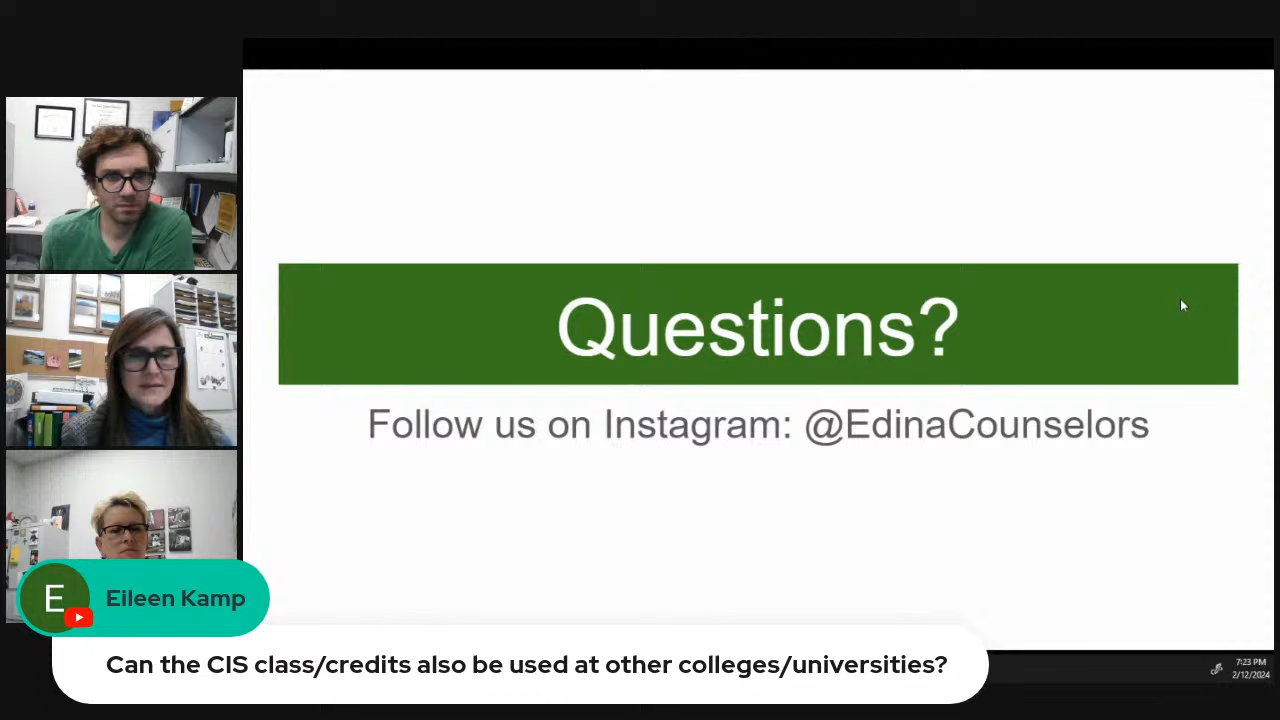 Questions?
Follow us on Instagram: @EdinaCounselors
E
Eileen Kamp
Can the CIS class/credits also be used at other colleges/universities?
7:23 PM
2/12/2024